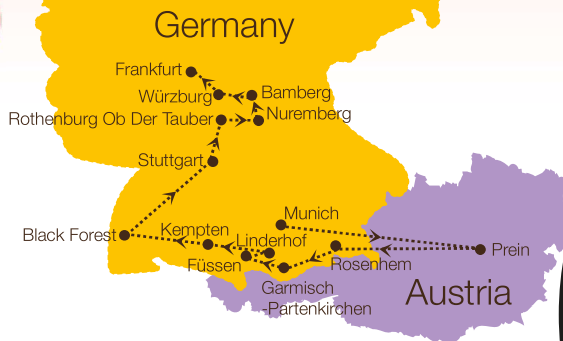 Germany
Frankfurt
Würzburg
Bamberg
Rothenburg Ob Der Tauber
Nuremberg
Stuttgart
Munich
Black Forest
Kempten
Linderhof
Prein
Füssen
Rosenhem
Garmisch
-Partenkirchen
Austria